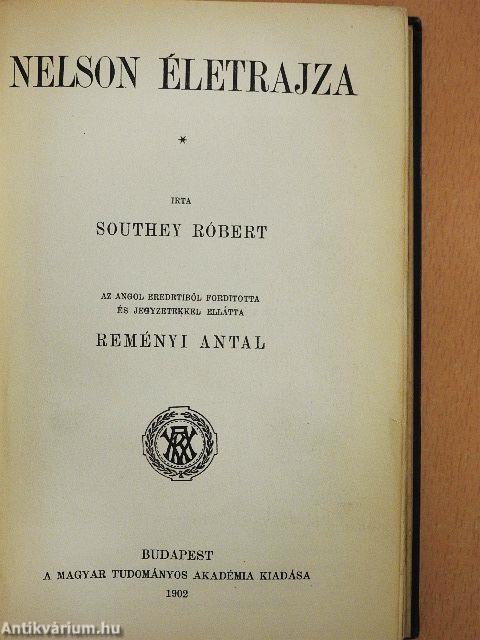 NELSON ÉLETRAJZA
*
IRTA
SOUTHEY RÓBERT
AZ ANGOL EREDETIBŐL FORDITOTTA
ÉS JEGYZETEKKEL ELLÁTTA
REMÉNYI ANTAL
BUDAPEST
A MAGYAR TUDOMÁNYOS AKADÉMIA KIADÁSA
1902
Antikvárium.hu